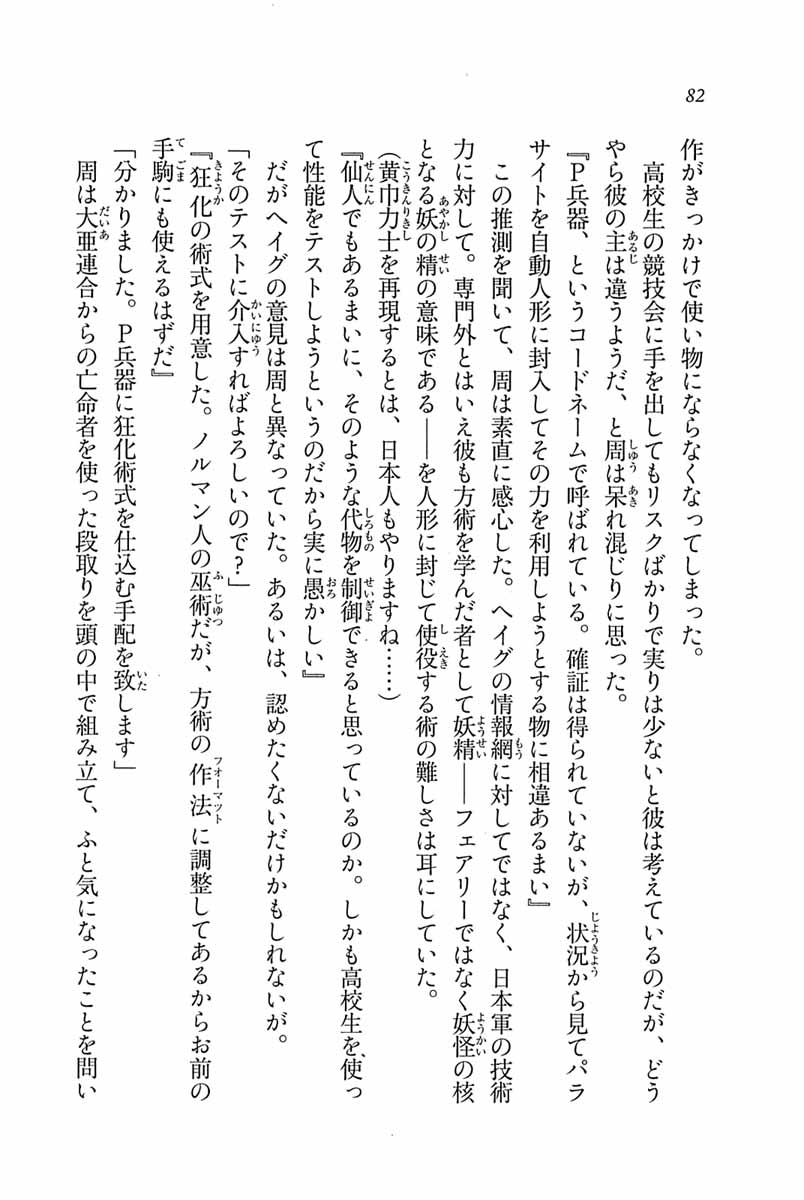 82
作がきっかけで使い物にならなくなってしまった。
　高校生の競技会に手を出してもリスクばかりで実りは少ないと彼は考えているのだが、どう
やら彼の主は違うようだ、と周は呆れ混じりに思った。
『Ｐ兵器、というコードネームで呼ばれている。確証は得られていないが、状況から見てパラ
サイトを自動人形に封入してその力を利用しようとする物に相違あるまい』
　この推測を聞いて、周は素直に感心した。ヘイグの情報網に対してではなく、日本軍の技術
力に対して。専門外とはいえ彼も方術を学んだ者として妖精――フェアリーではなく妖怪の核
となる妖の精の意味である――を人形に封じて使役する術の難しさは耳にしていた。
（黄巾力士を再現するとは、日本人もやりますね……）
『仙人でもあるまいに、そのような代物を制御できると思っているのか。しかも高校生を使っ
て性能をテストしようというのだから実に愚かしい』
　だがヘイグの意見は周と異なっていた。あるいは、認めたくないだけかもしれないが。
「そのテストに介入すればよろしいので？」
『狂化の術式を用意した。ノルマン人の巫術だが、方術の作法に調整してあるからお前の
手駒にも使えるはずだ』
「分かりました。Ｐ兵器に狂化術式を仕込む手配を致します」
　周は大亜連合からの亡命者を使った段取りを頭の中で組み立て、ふと気になったことを問い